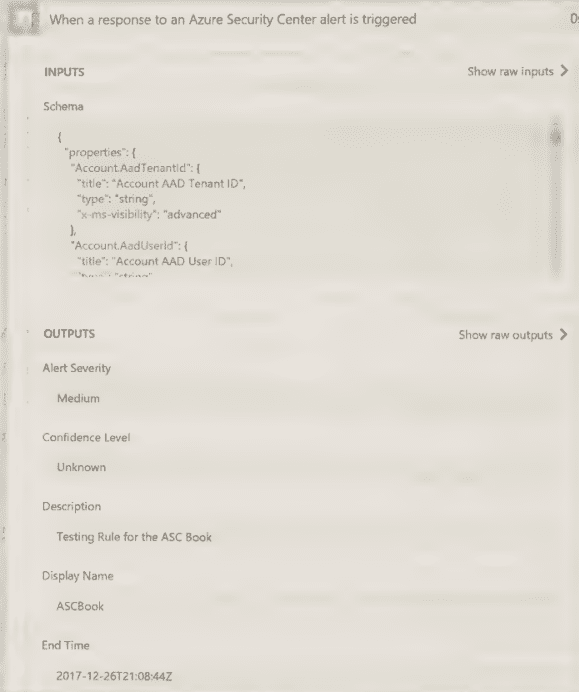 When a response to an Azure Security Center alert is triggered
INPUTS
Show raw inputs >
Schema
{
"properties": {
"Account.AadTenantId": {
"title": "Account AAD Tenant ID",
"type": "string",
"x-ms-visibility": "advanced"
},
"Account.AadUserId": {
"title": "Account AAD User ID",
"type": "string"
OUTPUTS
Show raw outputs >
Alert Severity
Medium
Confidence Level
Unknown
Description
Testing Rule for the ASC Book
Display Name
ASCBook
End Time
2017-12-26T21:08:44Z